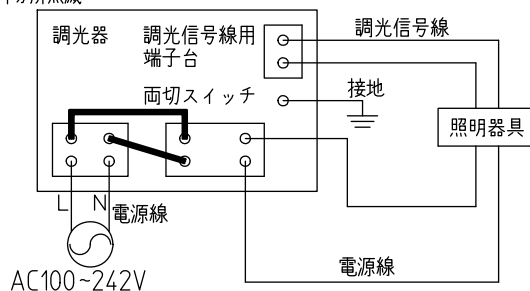 調光器
調光信号線用
端子台
調光信号線
両切スイッチ
接地
照明器具
L
N
電源線
電源線
AC100~242V